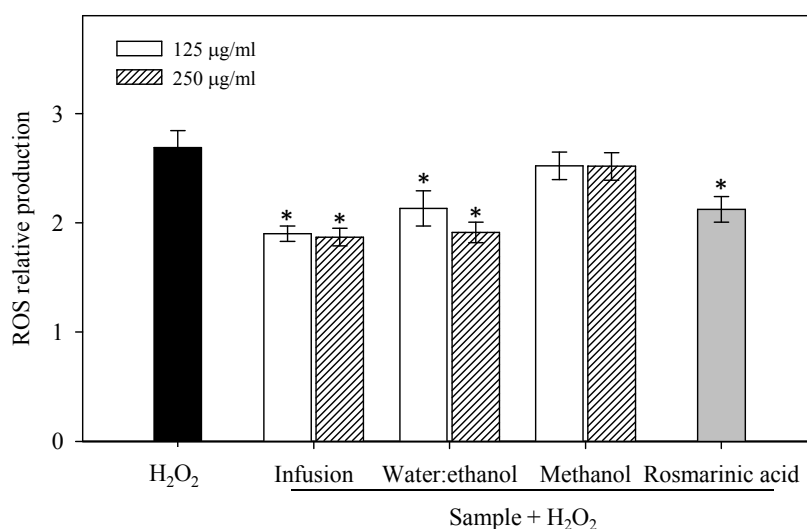 125 μg/ml
250 μg/ml
ROS relative production
3
2
1
0
* * * * *
H₂O₂ Infusion Water:ethanol Methanol Rosmarinic acid
Sample + H₂O₂